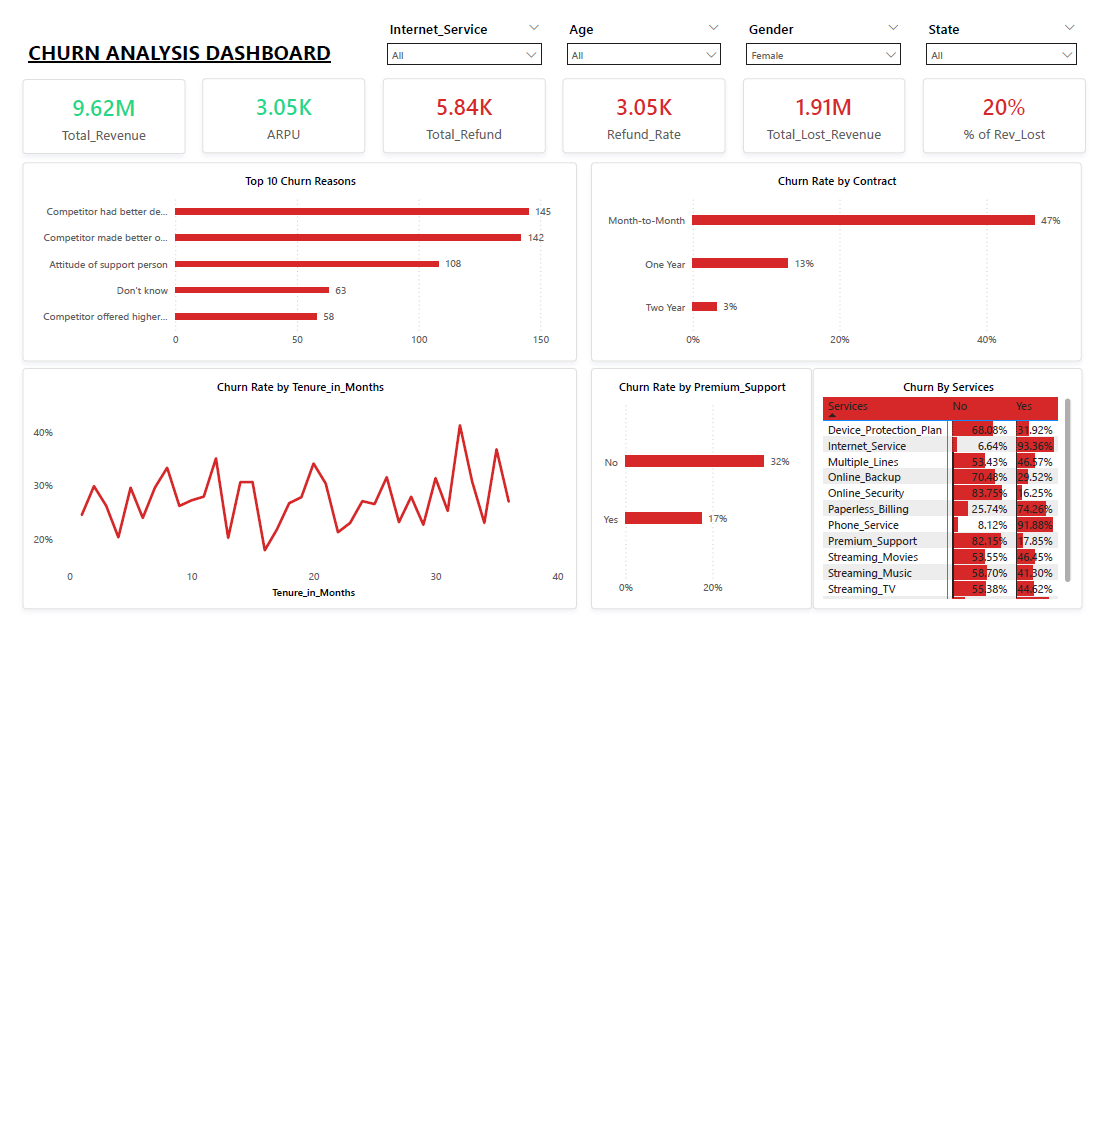 Internet_Service
Age
Gender
State
CHURN ANALYSIS DASHBOARD
All
All
Female
All
9.62M
Total_Revenue
3.05K
ARPU
5.84K
Total_Refund
3.05K
Refund_Rate
1.91M
Total_Lost_Revenue
20%
% of Rev_Lost
Top 10 Churn Reasons
Competitor had better de... 145
Competitor made better o... 142
Attitude of support person 108
Don't know 63
Competitor offered higher... 58
0 50 100 150
Churn Rate by Contract
Month-to-Month 47%
One Year 13%
Two Year 3%
0% 20% 40%
Churn Rate by Tenure_in_Months
40%
30%
20%
0 10 20 30 40
Tenure_in_Months
Churn Rate by Premium_Support
No 32%
Yes 17%
0% 20%
Churn By Services
Services No Yes
Device_Protection_Plan 68.08% 31.92%
Internet_Service 6.64% 93.36%
Multiple_Lines 53.43% 46.57%
Online_Backup 70.48% 29.52%
Online_Security 83.75% 16.25%
Paperless_Billing 25.74% 74.26%
Phone_Service 8.12% 91.88%
Premium_Support 82.15% 17.85%
Streaming_Movies 53.55% 46.45%
Streaming_Music 58.70% 41.30%
Streaming_TV 55.38% 44.62%